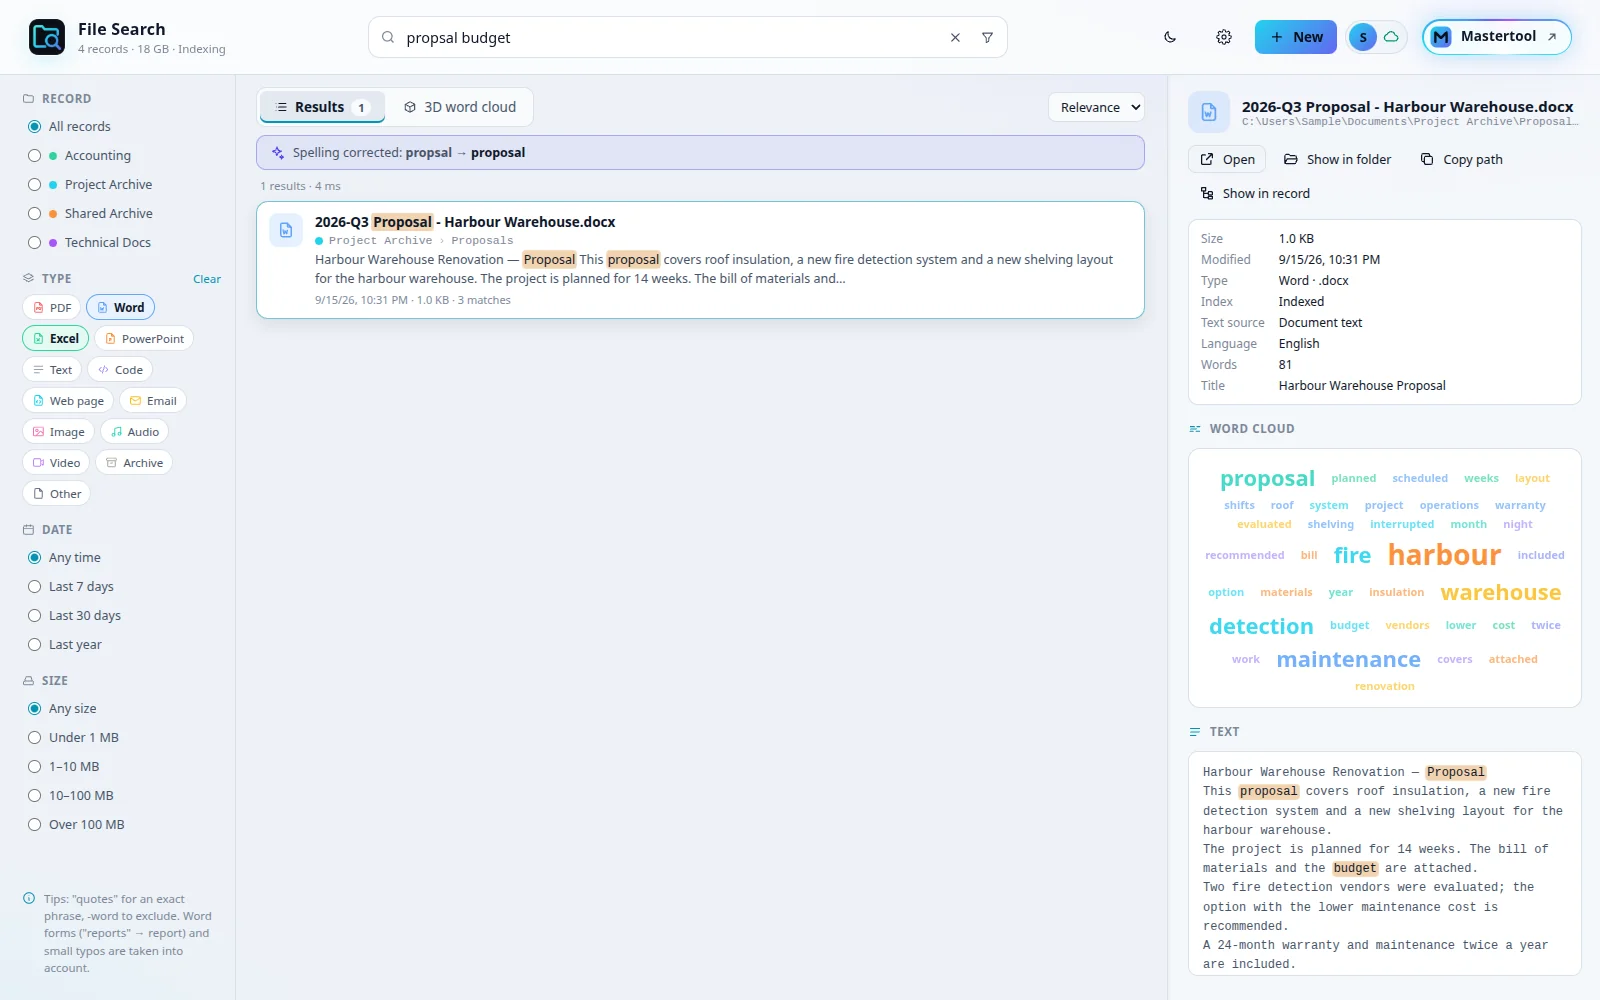 File Search
4 records · 18 GB · Indexing
propsal budget
New
S
Mastertool
RECORD
All records
Accounting
Project Archive
Shared Archive
Technical Docs
TYPE
Clear
PDF
Word
Excel
PowerPoint
Text
Code
Web page
Email
Image
Audio
Video
Archive
Other
DATE
Any time
Last 7 days
Last 30 days
Last year
SIZE
Any size
Under 1 MB
1–10 MB
10–100 MB
Over 100 MB
Tips: "quotes" for an exact
phrase, -word to exclude. Word
forms ("reports" → report) and
small typos are taken into
account.
Results 1
3D word cloud
Relevance
Spelling corrected: propsal → proposal
1 results · 4 ms
2026-Q3 Proposal - Harbour Warehouse.docx
Project Archive › Proposals
Harbour Warehouse Renovation — Proposal This proposal covers roof insulation, a new fire detection system and a new shelving layout
for the harbour warehouse. The project is planned for 14 weeks. The bill of materials and...
9/15/26, 10:31 PM · 1.0 KB · 3 matches
2026-Q3 Proposal - Harbour Warehouse.docx
C:\Users\Sample\Documents\Project Archive\Proposal…
Open
Show in folder
Copy path
Show in record
Size 1.0 KB
Modified 9/15/26, 10:31 PM
Type Word · .docx
Index Indexed
Text source Document text
Language English
Words 81
Title Harbour Warehouse Proposal
WORD CLOUD
proposal planned scheduled weeks layout
shifts roof system project operations warranty
evaluated shelving interrupted month night
recommended bill fire harbour included
option materials year insulation warehouse
detection budget vendors lower cost twice
work maintenance covers attached
renovation
TEXT
Harbour Warehouse Renovation — Proposal
This proposal covers roof insulation, a new fire
detection system and a new shelving layout for the
harbour warehouse.
The project is planned for 14 weeks. The bill of
materials and the budget are attached.
Two fire detection vendors were evaluated; the
option with the lower maintenance cost is
recommended.
A 24-month warranty and maintenance twice a year
are included.